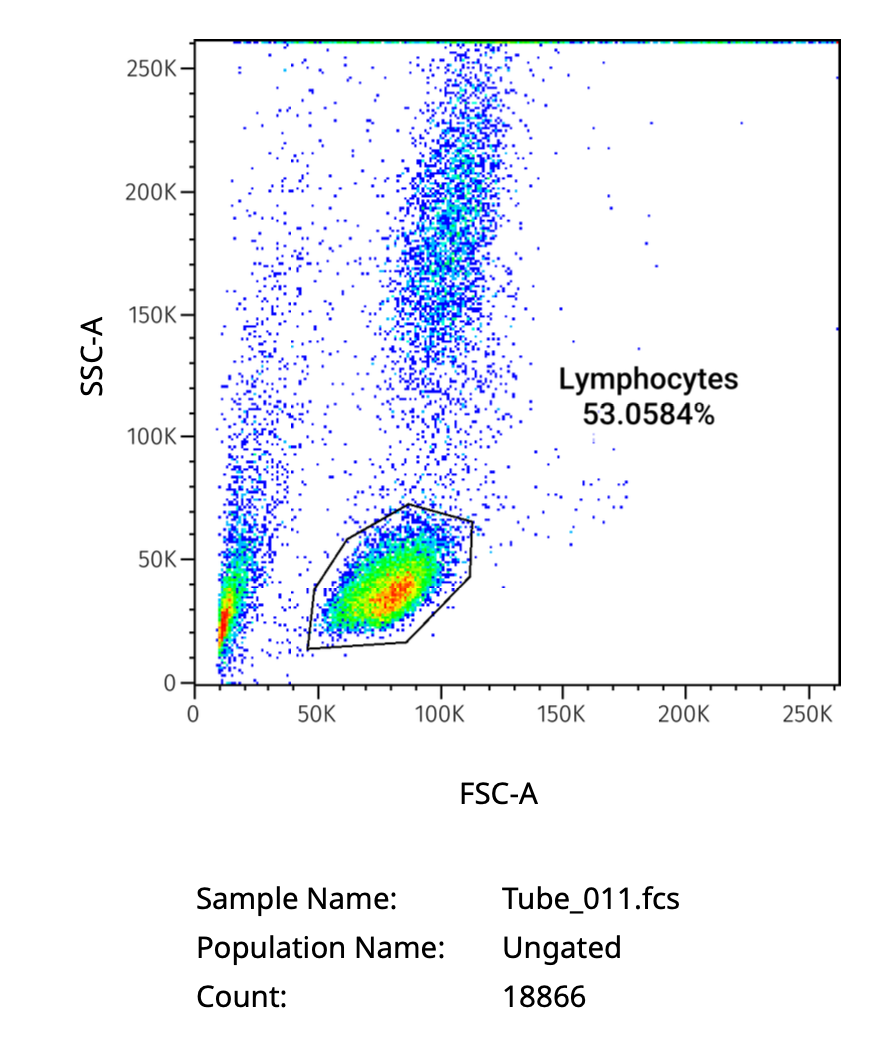 250K
200K
150K
100K
50K
0
SSC-A
Lymphocytes
53.0584%
0 50K 100K 150K 200K 250K
FSC-A
Sample Name: Tube_011.fcs
Population Name: Ungated
Count: 18866